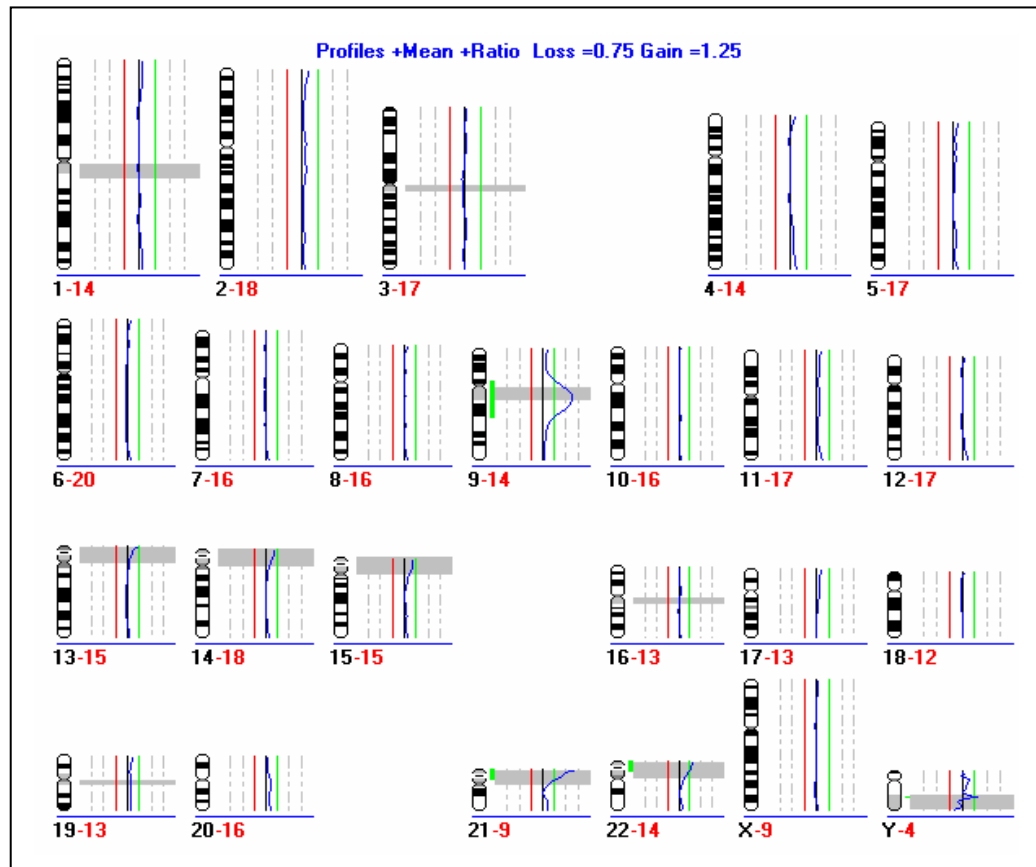 Profiles +Mean +Ratio Loss =0.75 Gain =1.25
1-14 2-18 3-17 4-14 5-17
6-20 7-16 8-16 9-14 10-16 11-17 12-17
13-15 14-18 15-15 16-13 17-13 18-12
19-13 20-16 21-9 22-14 X-9 Y-4